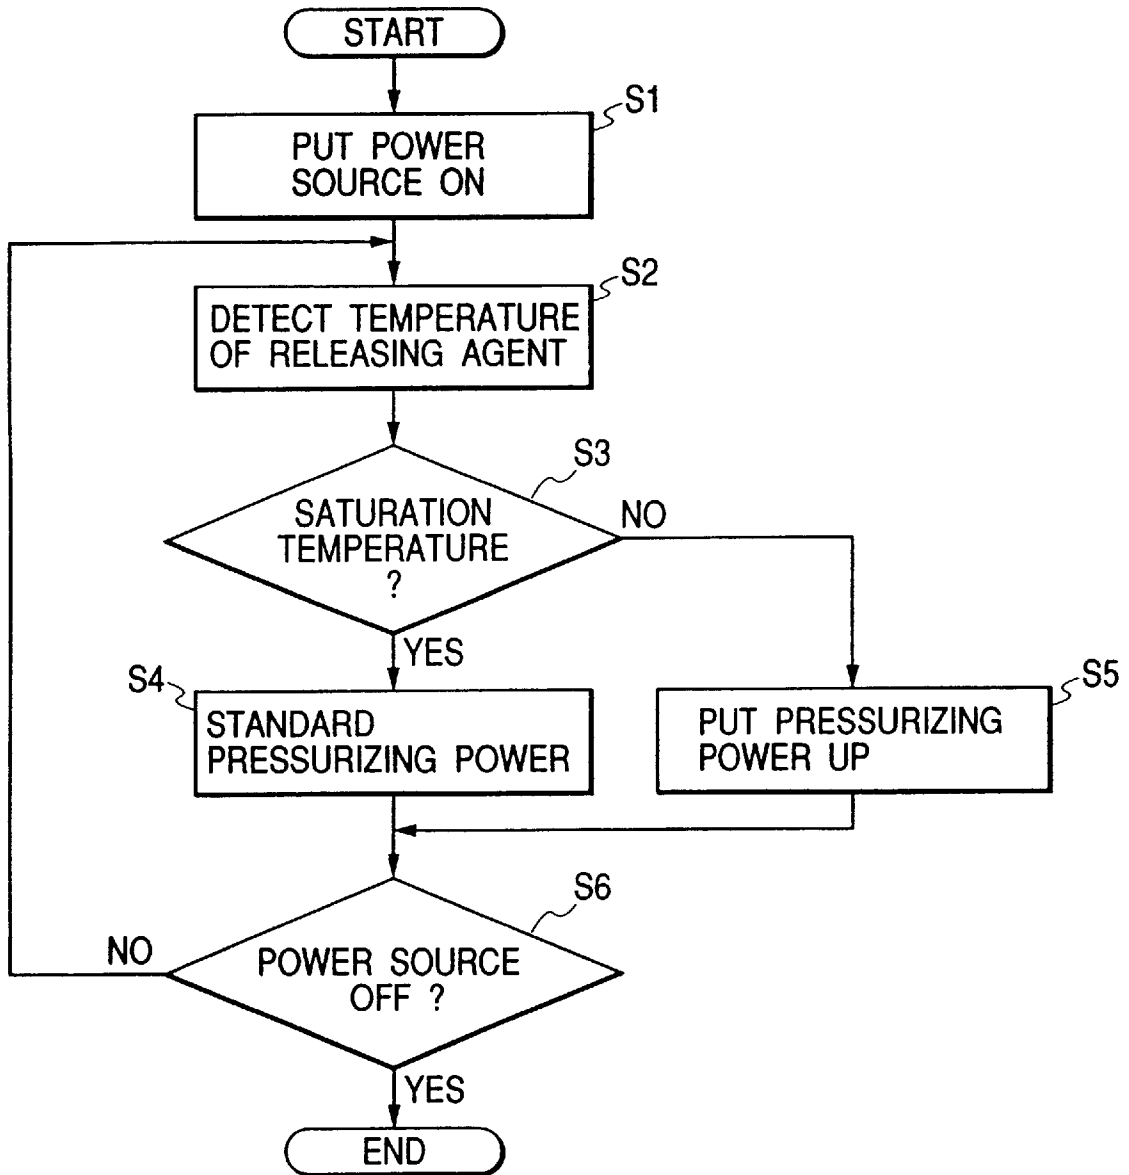 START
S1
PUT POWER
SOURCE ON
S2
DETECT TEMPERATURE
OF RELEASING AGENT
S3
SATURATION
TEMPERATURE
?
NO
YES
S4
STANDARD
PRESSURIZING POWER
S5
PUT PRESSURIZING
POWER UP
S6
POWER SOURCE
OFF ?
NO
YES
END